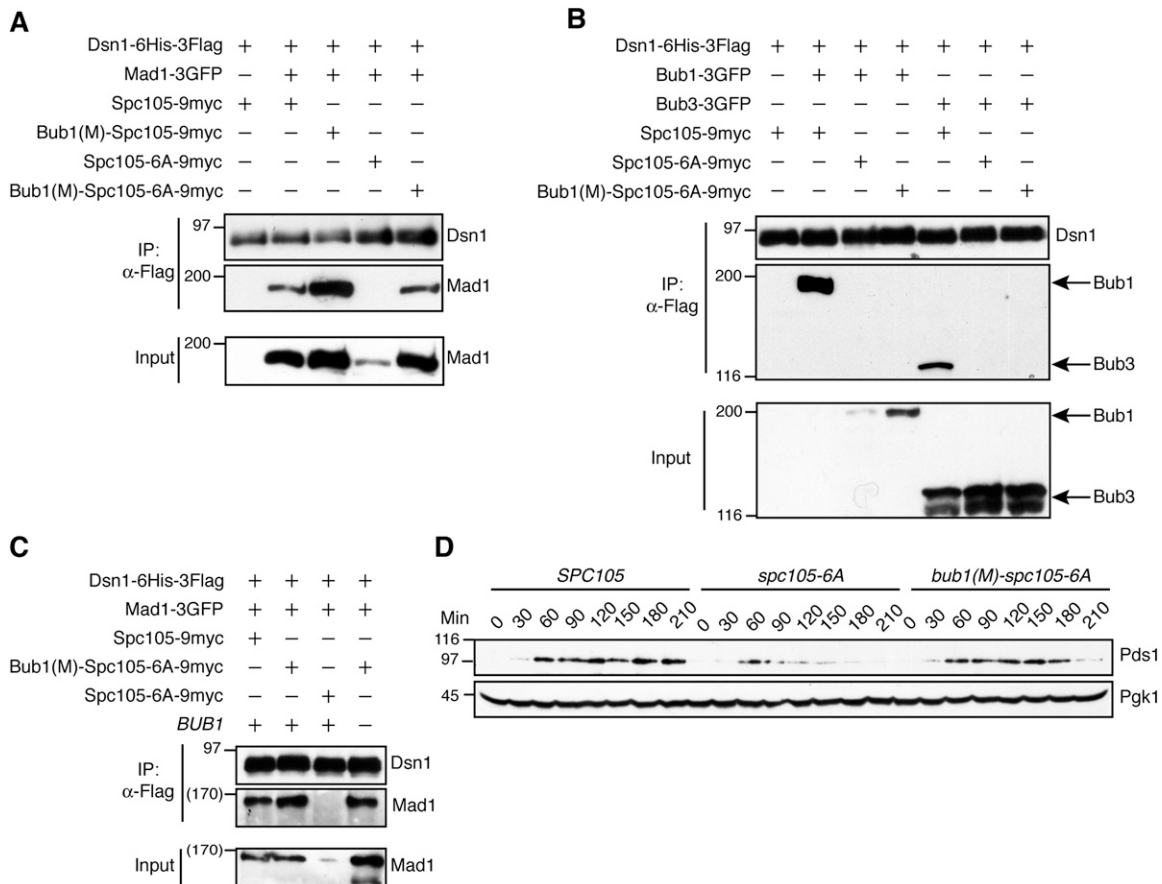 A
Dsn1-6His-3Flag + + + + +
Mad1-3GFP – + + + +
Spc105-9myc + + – – –
Bub1(M)-Spc105-9myc – – + – –
Spc105-6A-9myc – – – + –
Bub1(M)-Spc105-6A-9myc – – – – +
97
IP:
α-Flag
Dsn1
200
Mad1
200
Input
Mad1
B
Dsn1-6His-3Flag + + + + + + +
Bub1-3GFP – + + + – – –
Bub3-3GFP – – – – + + +
Spc105-9myc + + – – + – –
Spc105-6A-9myc – – + – – + –
Bub1(M)-Spc105-6A-9myc – – – + – – +
97
Dsn1
IP:
α-Flag
200
Bub1
Bub3
116
200
Bub1
Input
Bub3
116
C
Dsn1-6His-3Flag + + + +
Mad1-3GFP + + + +
Spc105-9myc + – – –
Bub1(M)-Spc105-6A-9myc – + – +
Spc105-6A-9myc – – + –
BUB1 + + + –
97
IP:
α-Flag
Dsn1
(170)
Mad1
(170)
Input
Mad1
D
SPC105 spc105-6A bub1(M)-spc105-6A
Min 0 30 60 90 120 150 180 210 0 30 60 90 120 150 180 210 0 30 60 90 120 150 180 210
116
97
Pds1
45
Pgk1